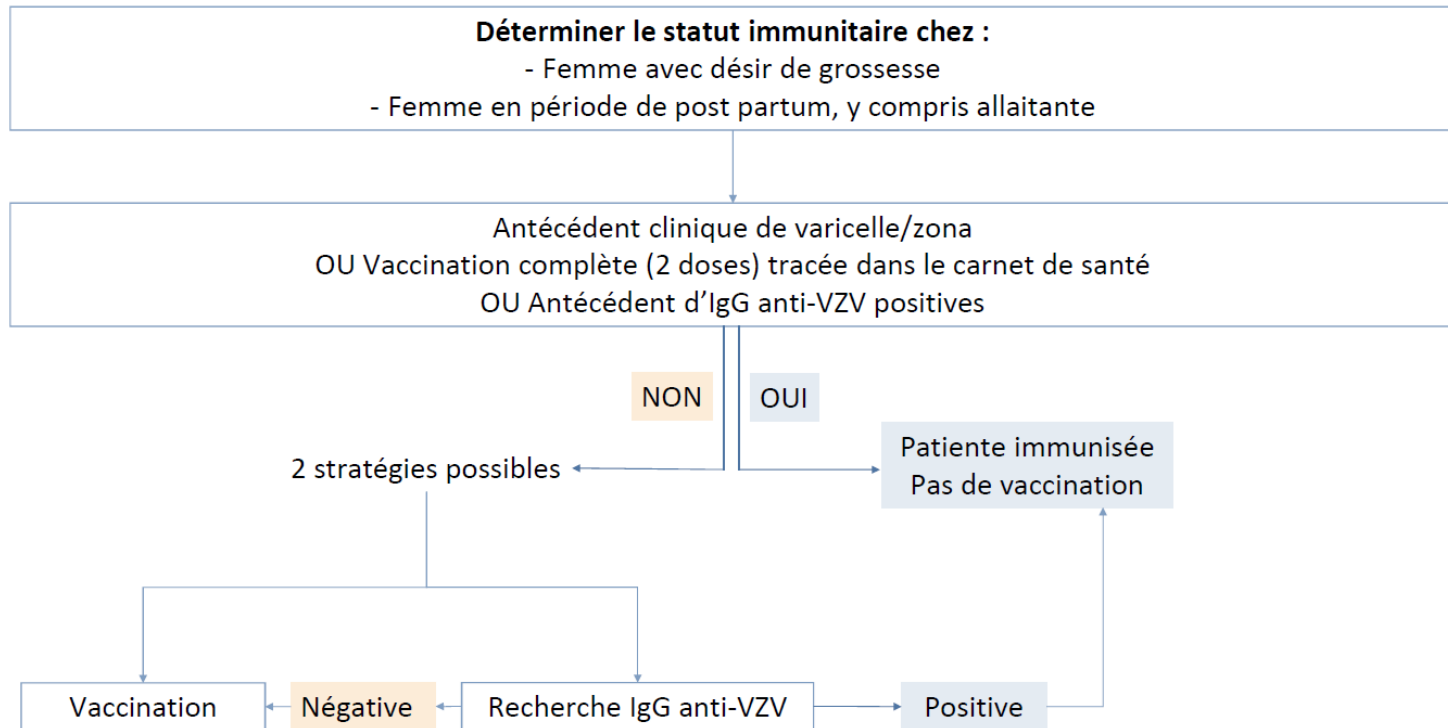 Déterminer le statut immunitaire chez :
- Femme avec désir de grossesse
- Femme en période de post partum, y compris allaitante
Antécédent clinique de varicelle/zona
OU Vaccination complète (2 doses) tracée dans le carnet de santé
OU Antécédent d'IgG anti-VZV positives
NON
OUI
2 stratégies possibles
Patiente immunisée
Pas de vaccination
Vaccination
Négative
Recherche IgG anti-VZV
Positive